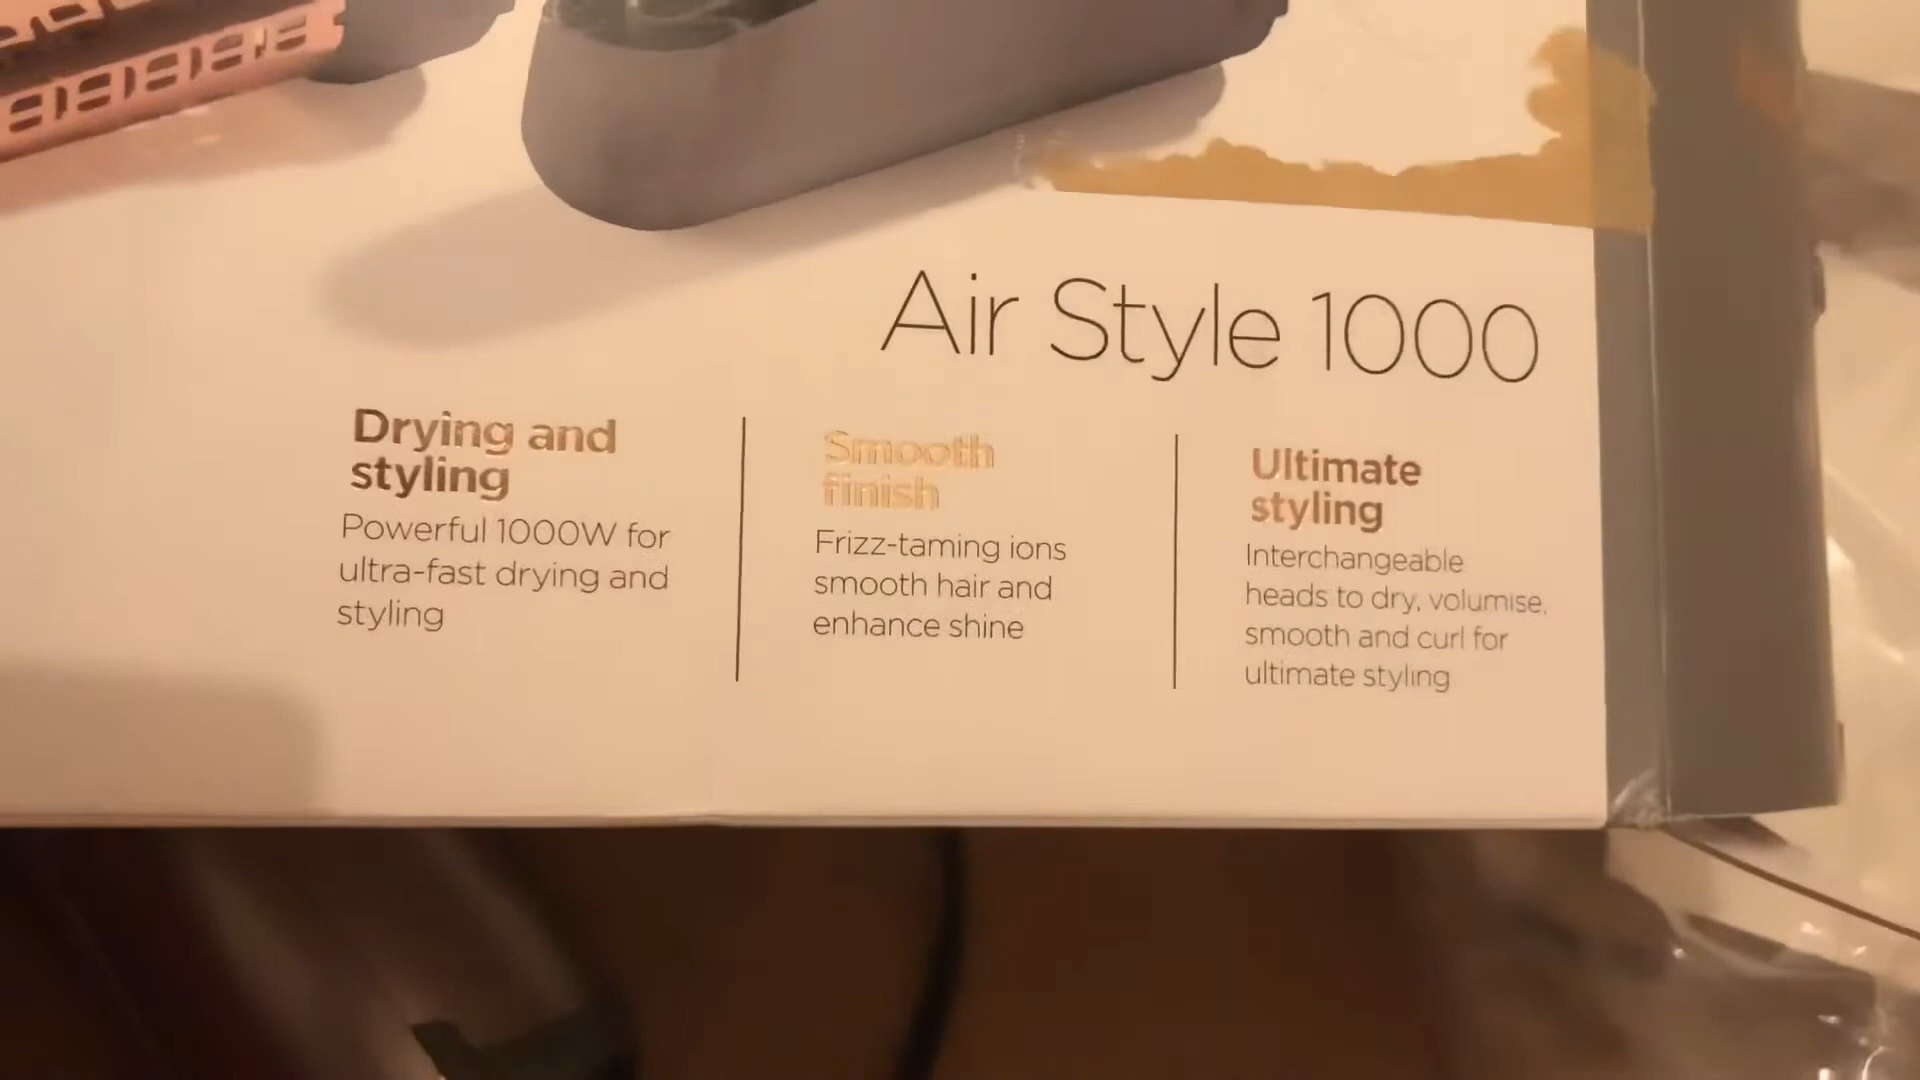 Air Style 1000
Drying and
styling
Powerful 1000W for
ultra-fast drying and
styling
Smooth
finish
Frizz-taming ions
smooth hair and
enhance shine
Ultimate
styling
Interchangeable
heads to dry, volumise,
smooth and curl for
ultimate styling